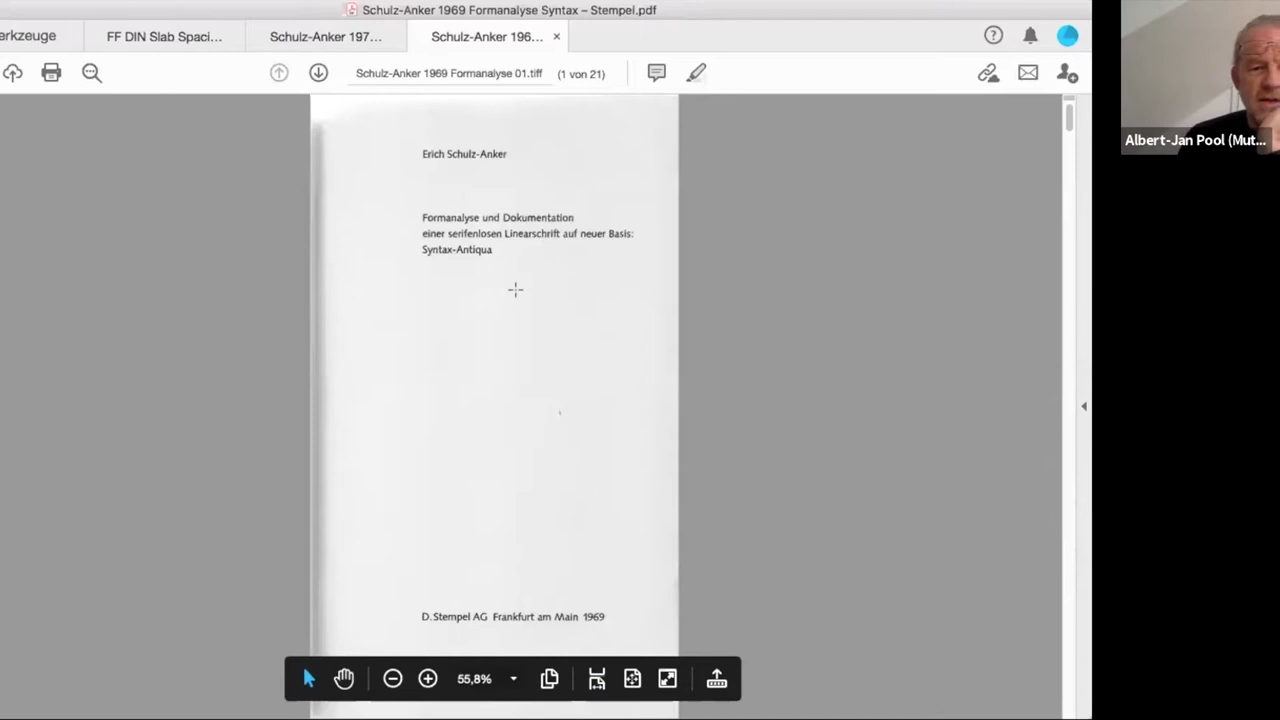 Schulz-Anker 1969 Formanalyse Syntax – Stempel.pdf
erkzeuge
FF DIN Slab Spaci...
Schulz-Anker 197...
Schulz-Anker 196...
Schulz-Anker 1969 Formanalyse 01.tiff
(1 von 21)
Albert-Jan Pool (Mut...
Erich Schulz-Anker
Formanalyse und Dokumentation
einer serifenlosen Linearschrift auf neuer Basis:
Syntax-Antiqua
D. Stempel AG Frankfurt am Main 1969
55,8%